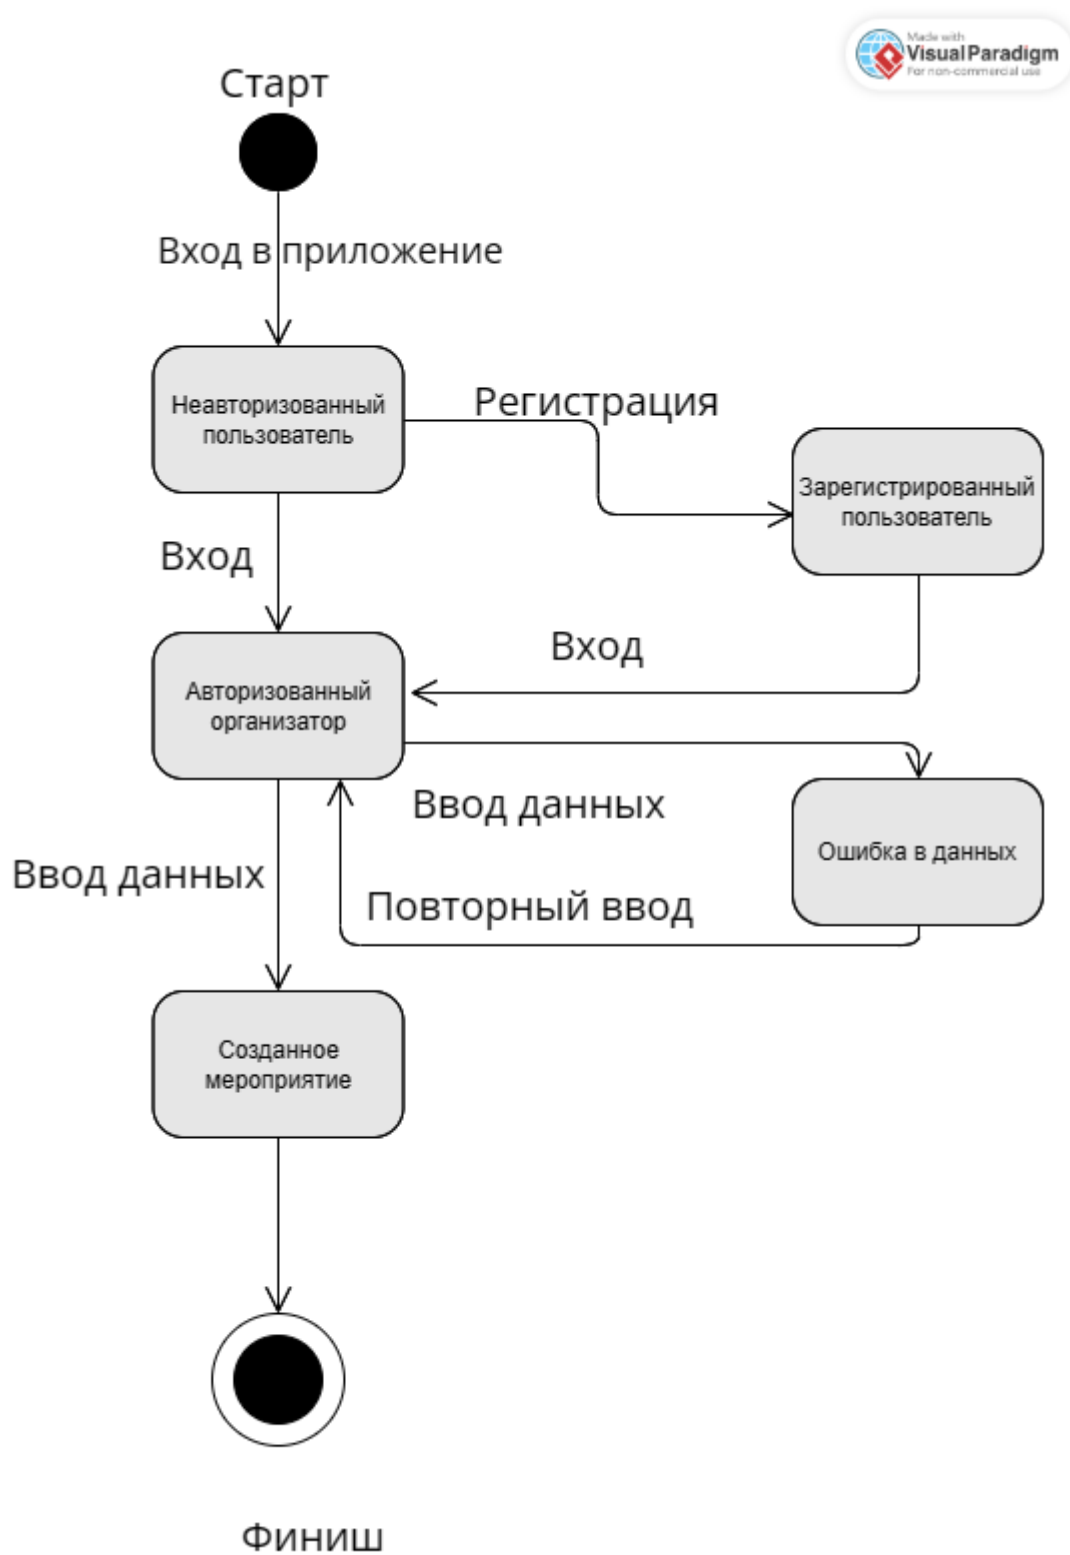 Made with
Visual Paradigm
For non-commercial use
Старт
Вход в приложение
Неавторизованный
пользователь
Регистрация
Зарегистрированный
пользователь
Вход
Вход
Авторизованный
организатор
Ввод данных
Ошибка в данных
Ввод данных
Повторный ввод
Созданное
мероприятие
Финиш